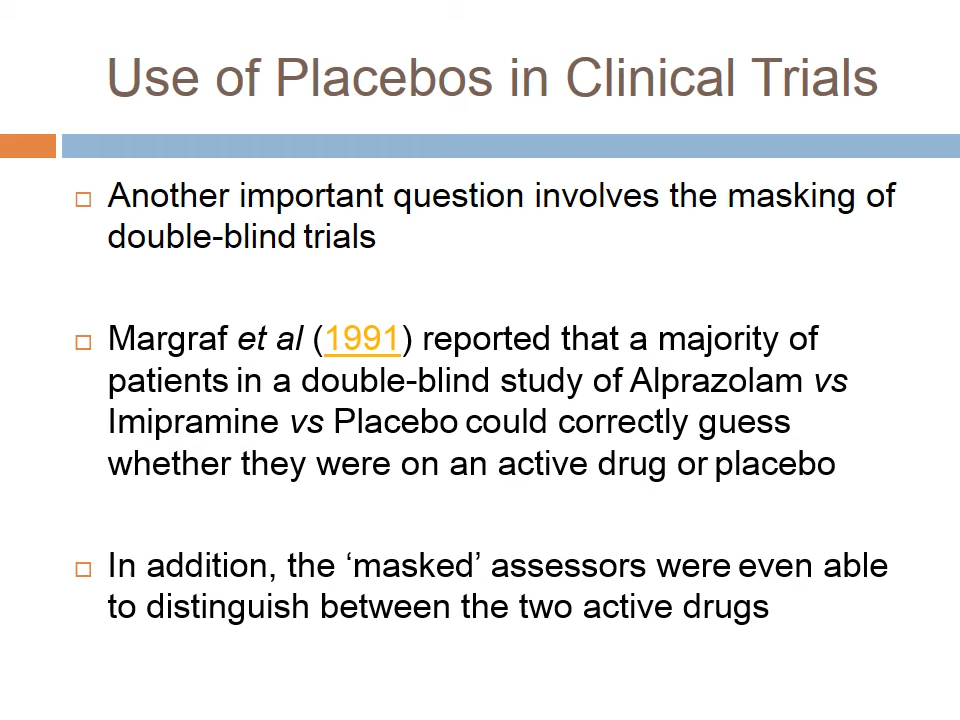 Use of Placebos in Clinical Trials
Another important question involves the masking of
double-blind trials
Margraf et al (1991) reported that a majority of
patients in a double-blind study of Alprazolam vs
Imipramine vs Placebo could correctly guess
whether they were on an active drug or placebo
In addition, the ‘masked’ assessors were even able
to distinguish between the two active drugs